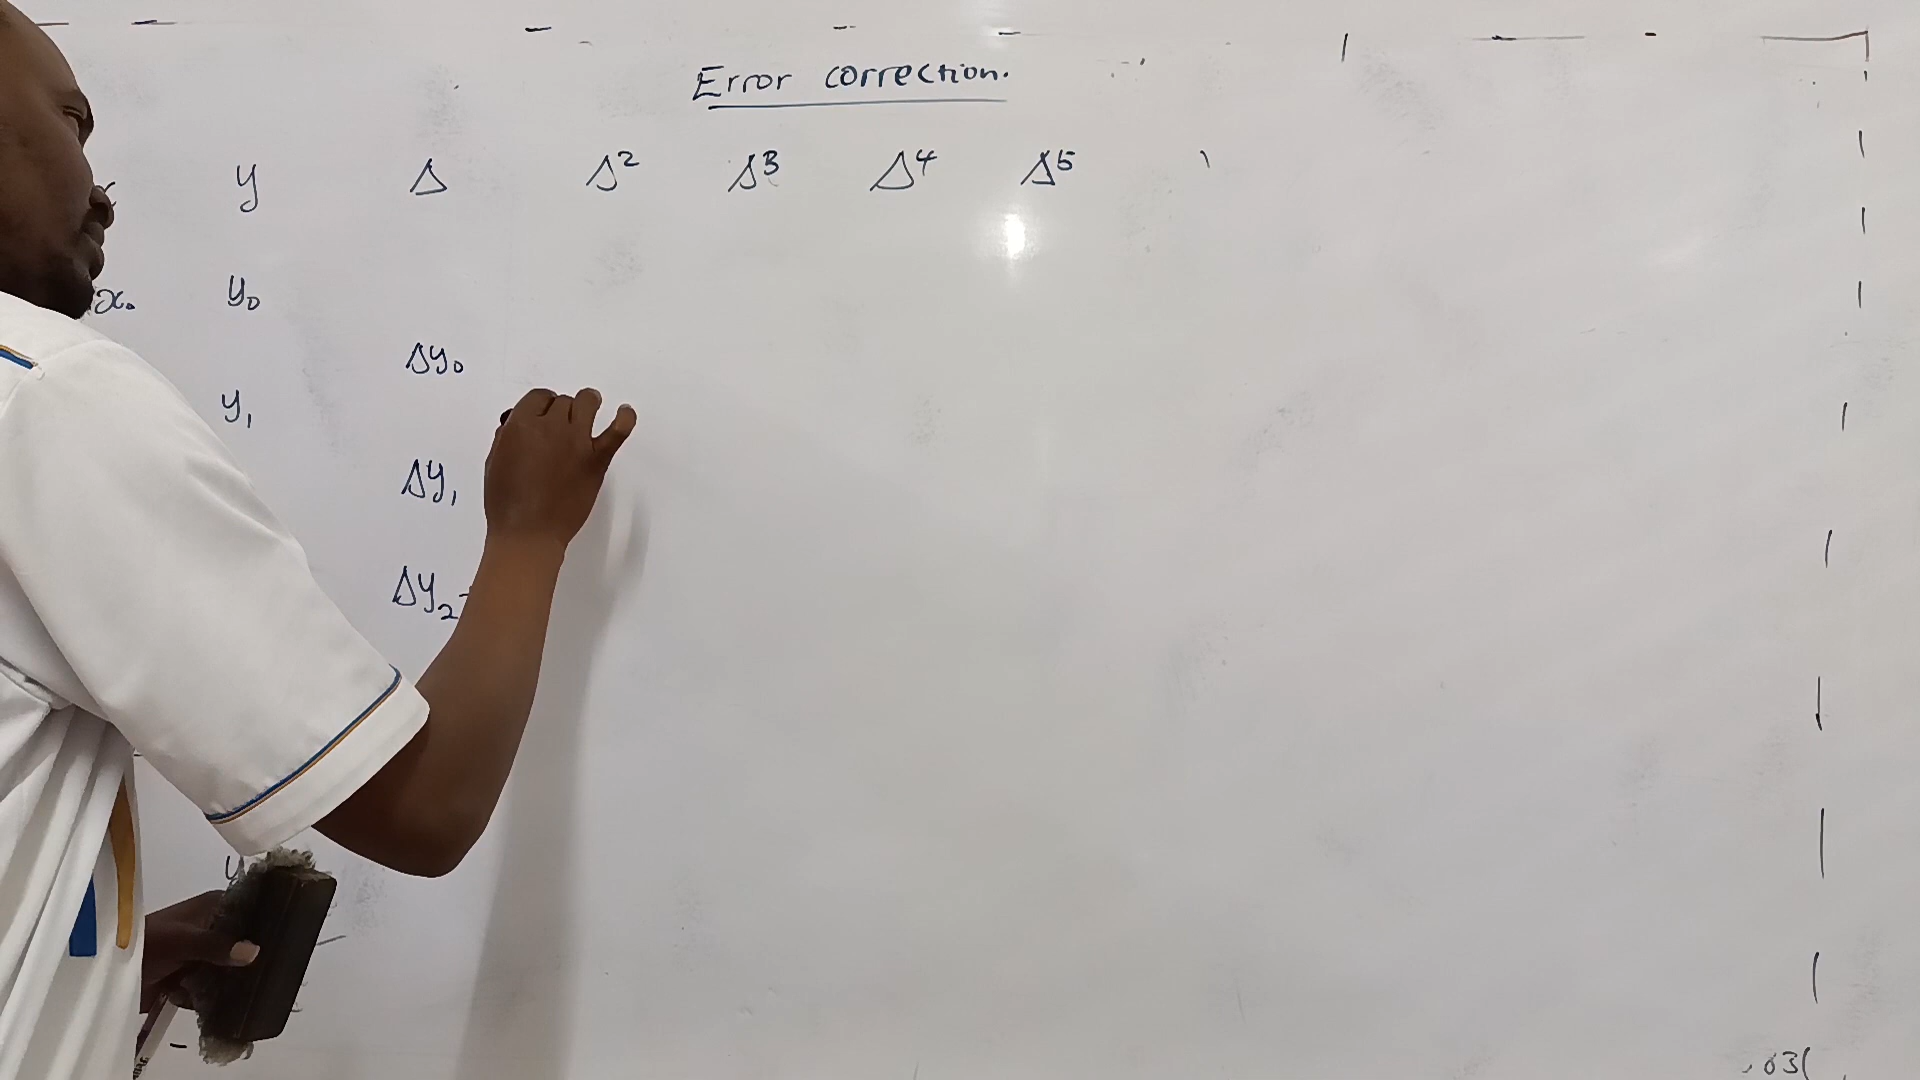 Error correction.
y Δ Δ² Δ³ Δ⁴ Δ⁵
x₀ y₀
Δy₀
y₁
Δy₁
Δy₂
y